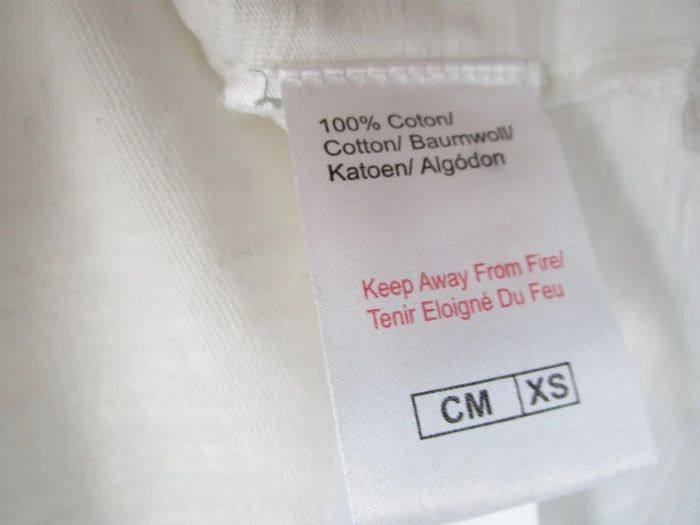 100% Coton/
Cotton/ Baumwoll/
Katoen/ Algódon
Keep Away From Fire/
Tenir Eloigné Du Feu
CM XS